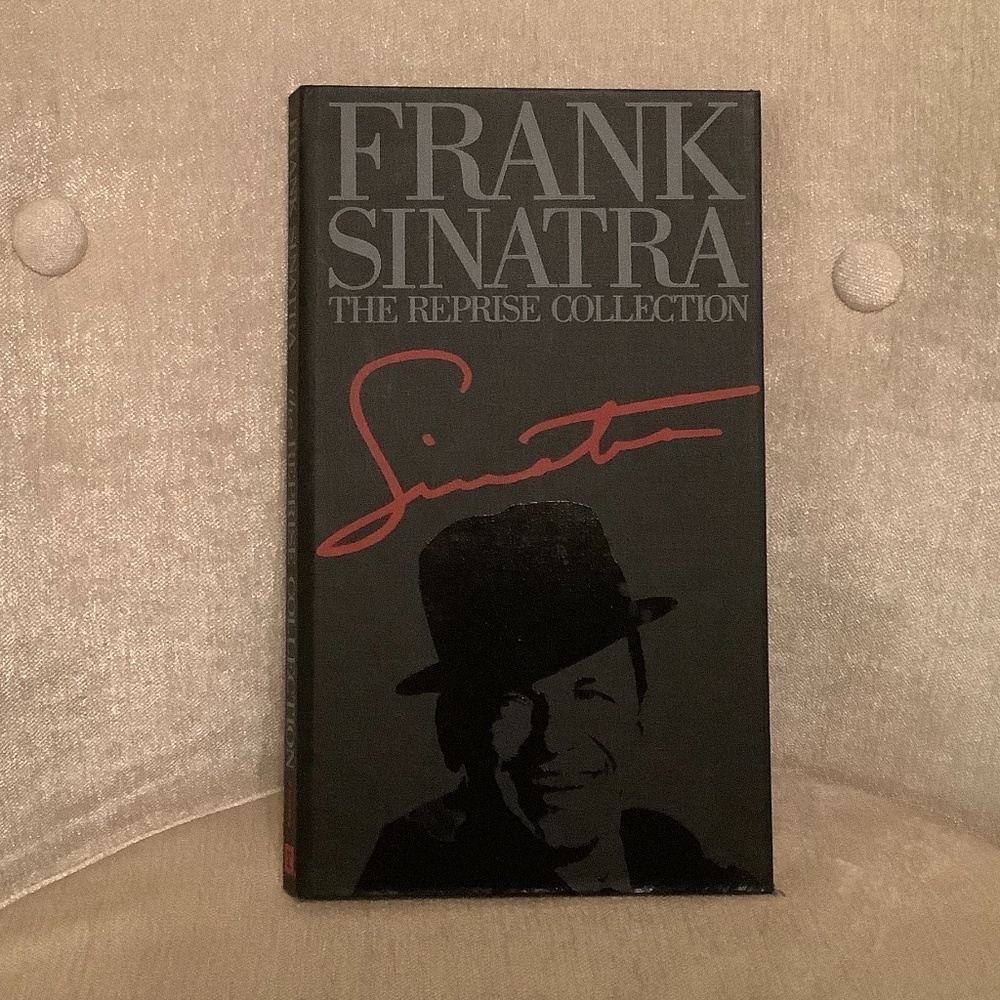 FRANK
SINATRA
THE REPRISE COLLECTION
Sinatra